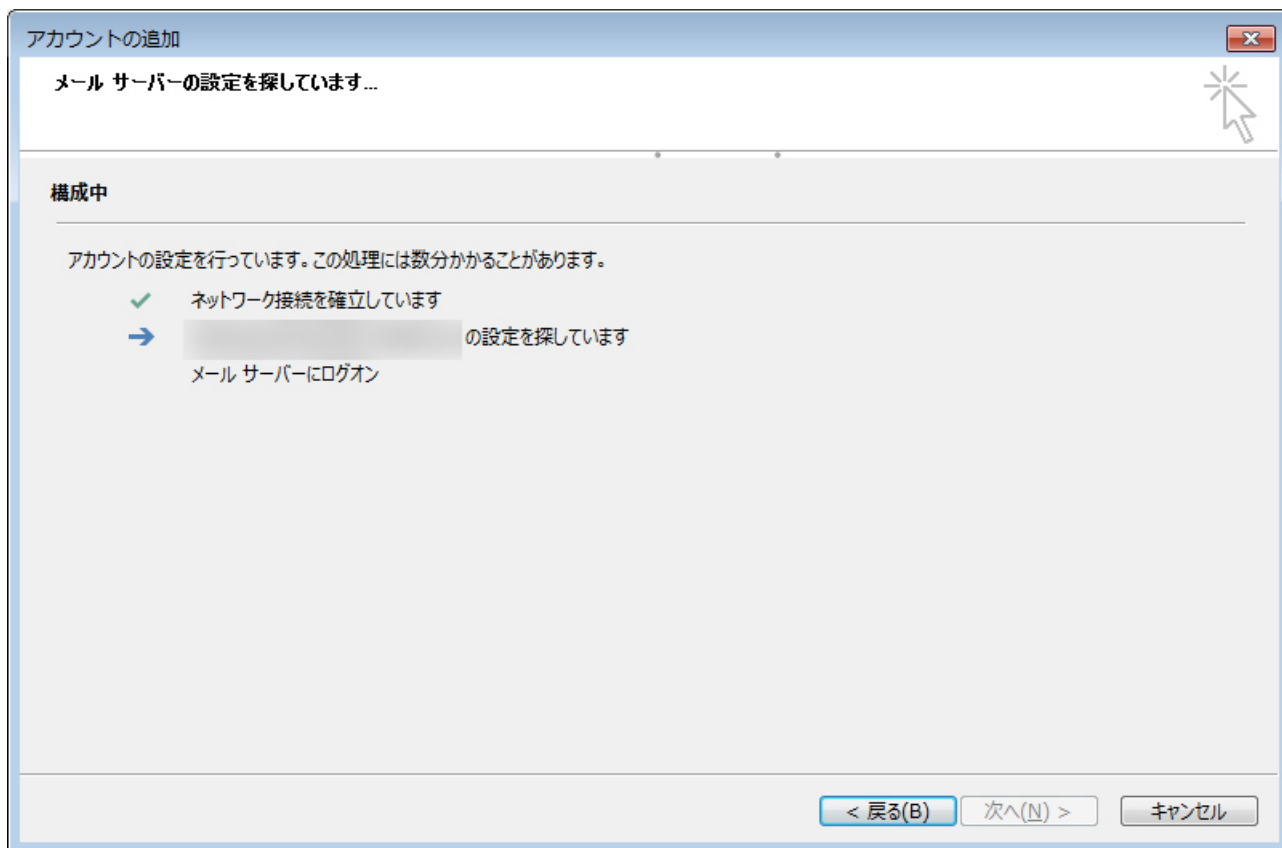 アカウントの追加
メール サーバーの設定を探しています...
構成中
アカウントの設定を行っています。この処理には数分かかることがあります。
ネットワーク接続を確立しています
の設定を探しています
メール サーバーにログオン
< 戻る(B)
次へ(N) >
キャンセル